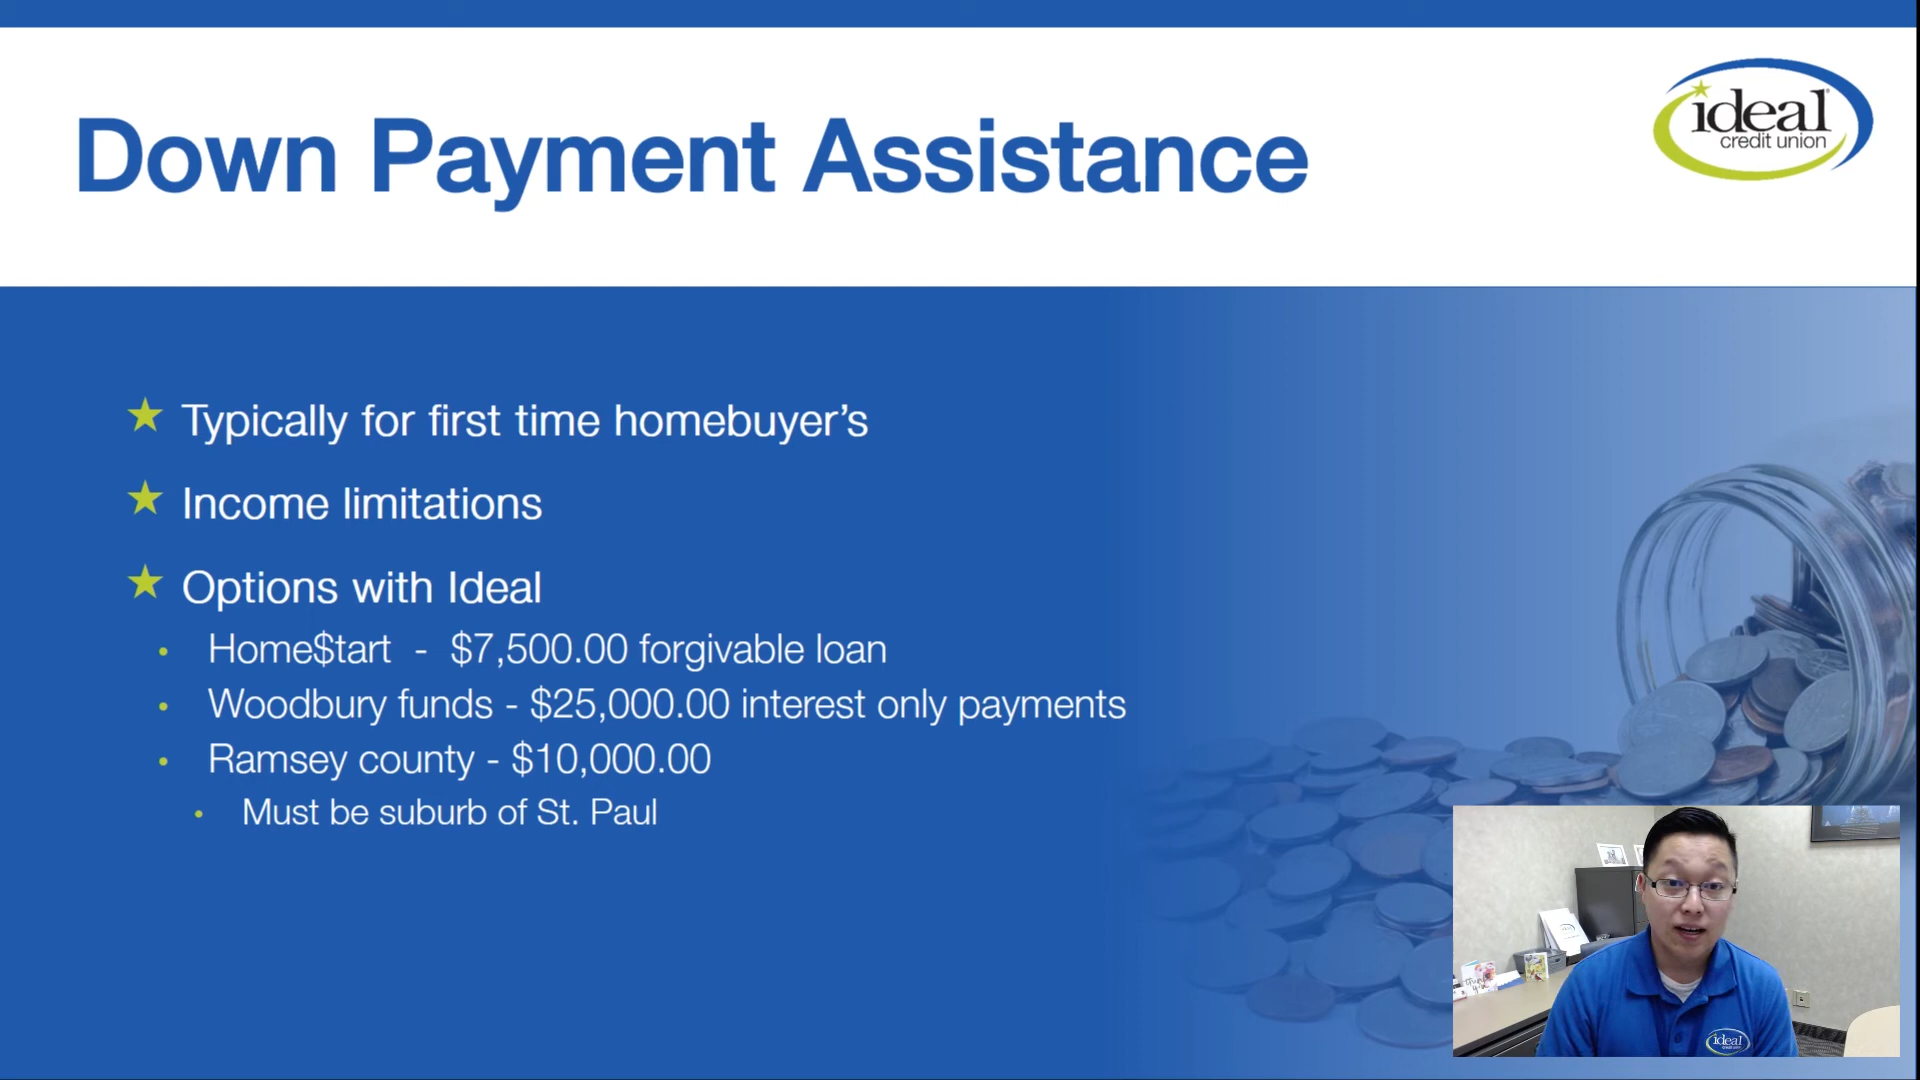 Down Payment Assistance
ideal
credit union
Typically for first time homebuyer's
Income limitations
Options with Ideal
Home$tart - $7,500.00 forgivable loan
Woodbury funds - $25,000.00 interest only payments
Ramsey county - $10,000.00
Must be suburb of St. Paul
ideal